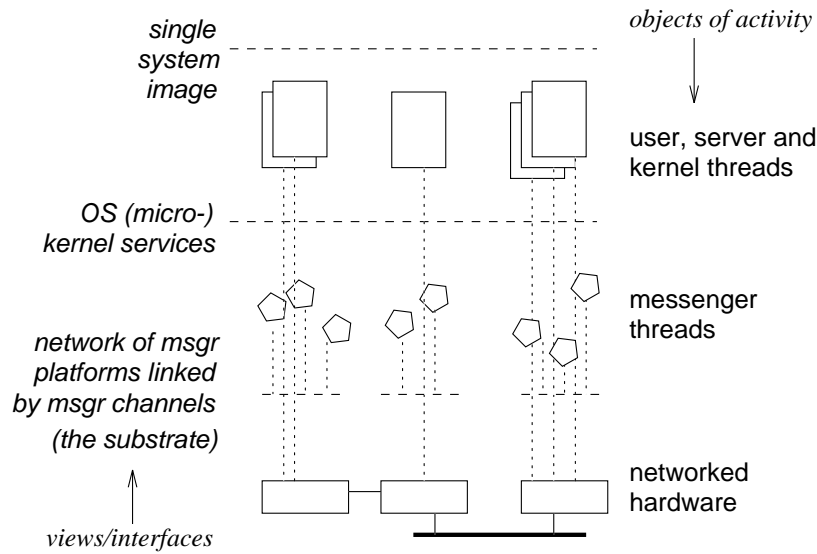 single
system
image
objects of activity
user, server and
kernel threads
OS (micro-)
kernel services
messenger
threads
network of msgr
platforms linked
by msgr channels
(the substrate)
networked
hardware
views/interfaces